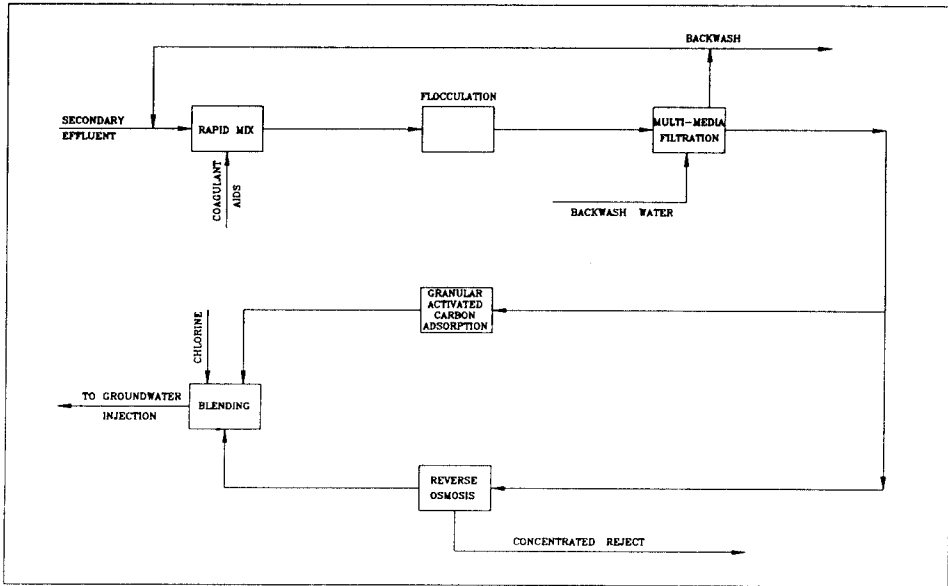 BACKWASH
FLOCCULATION
SECONDARY
EFFLUENT
RAPID MIX
MULTI-MEDIA
FILTRATION
COAGULANT
AIDS
BACKWASH WATER
GRANULAR
ACTIVATED
CARBON
ADSORPTION
CHLORINE
TO GROUNDWATER
INJECTION
BLENDING
REVERSE
OSMOSIS
CONCENTRATED REJECT